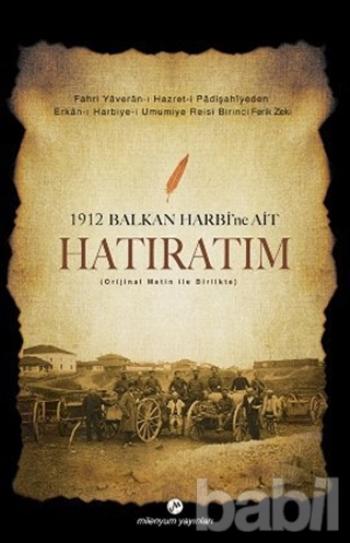 Fahri Yâverân-ı Hazret-i Pâdişahîyeden
Erkân-ı Harbiye-i Umumiye Reisi Birinci Ferik Zeki
1912 BALKAN HARBİ'ne AİT
HATIRATIM
(Orijinal Metin ile Birlikte)
milenyum yayınları
babil